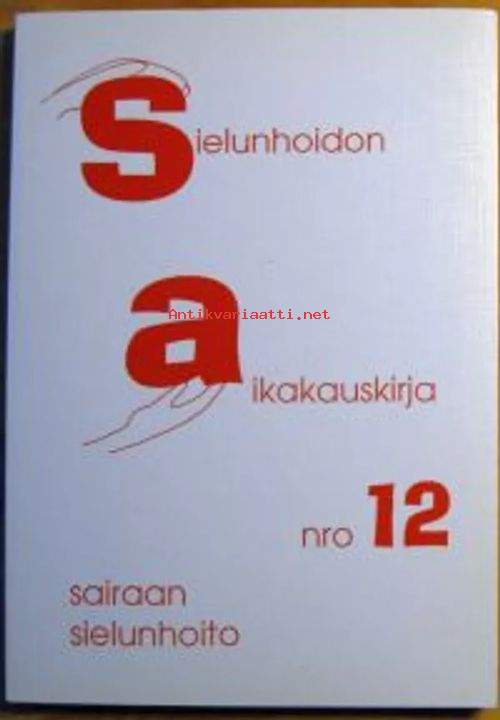 Sielunhoidon
Antikvariaatti.net
aikakauskirja
nro 12
sairaan
sielunhoito